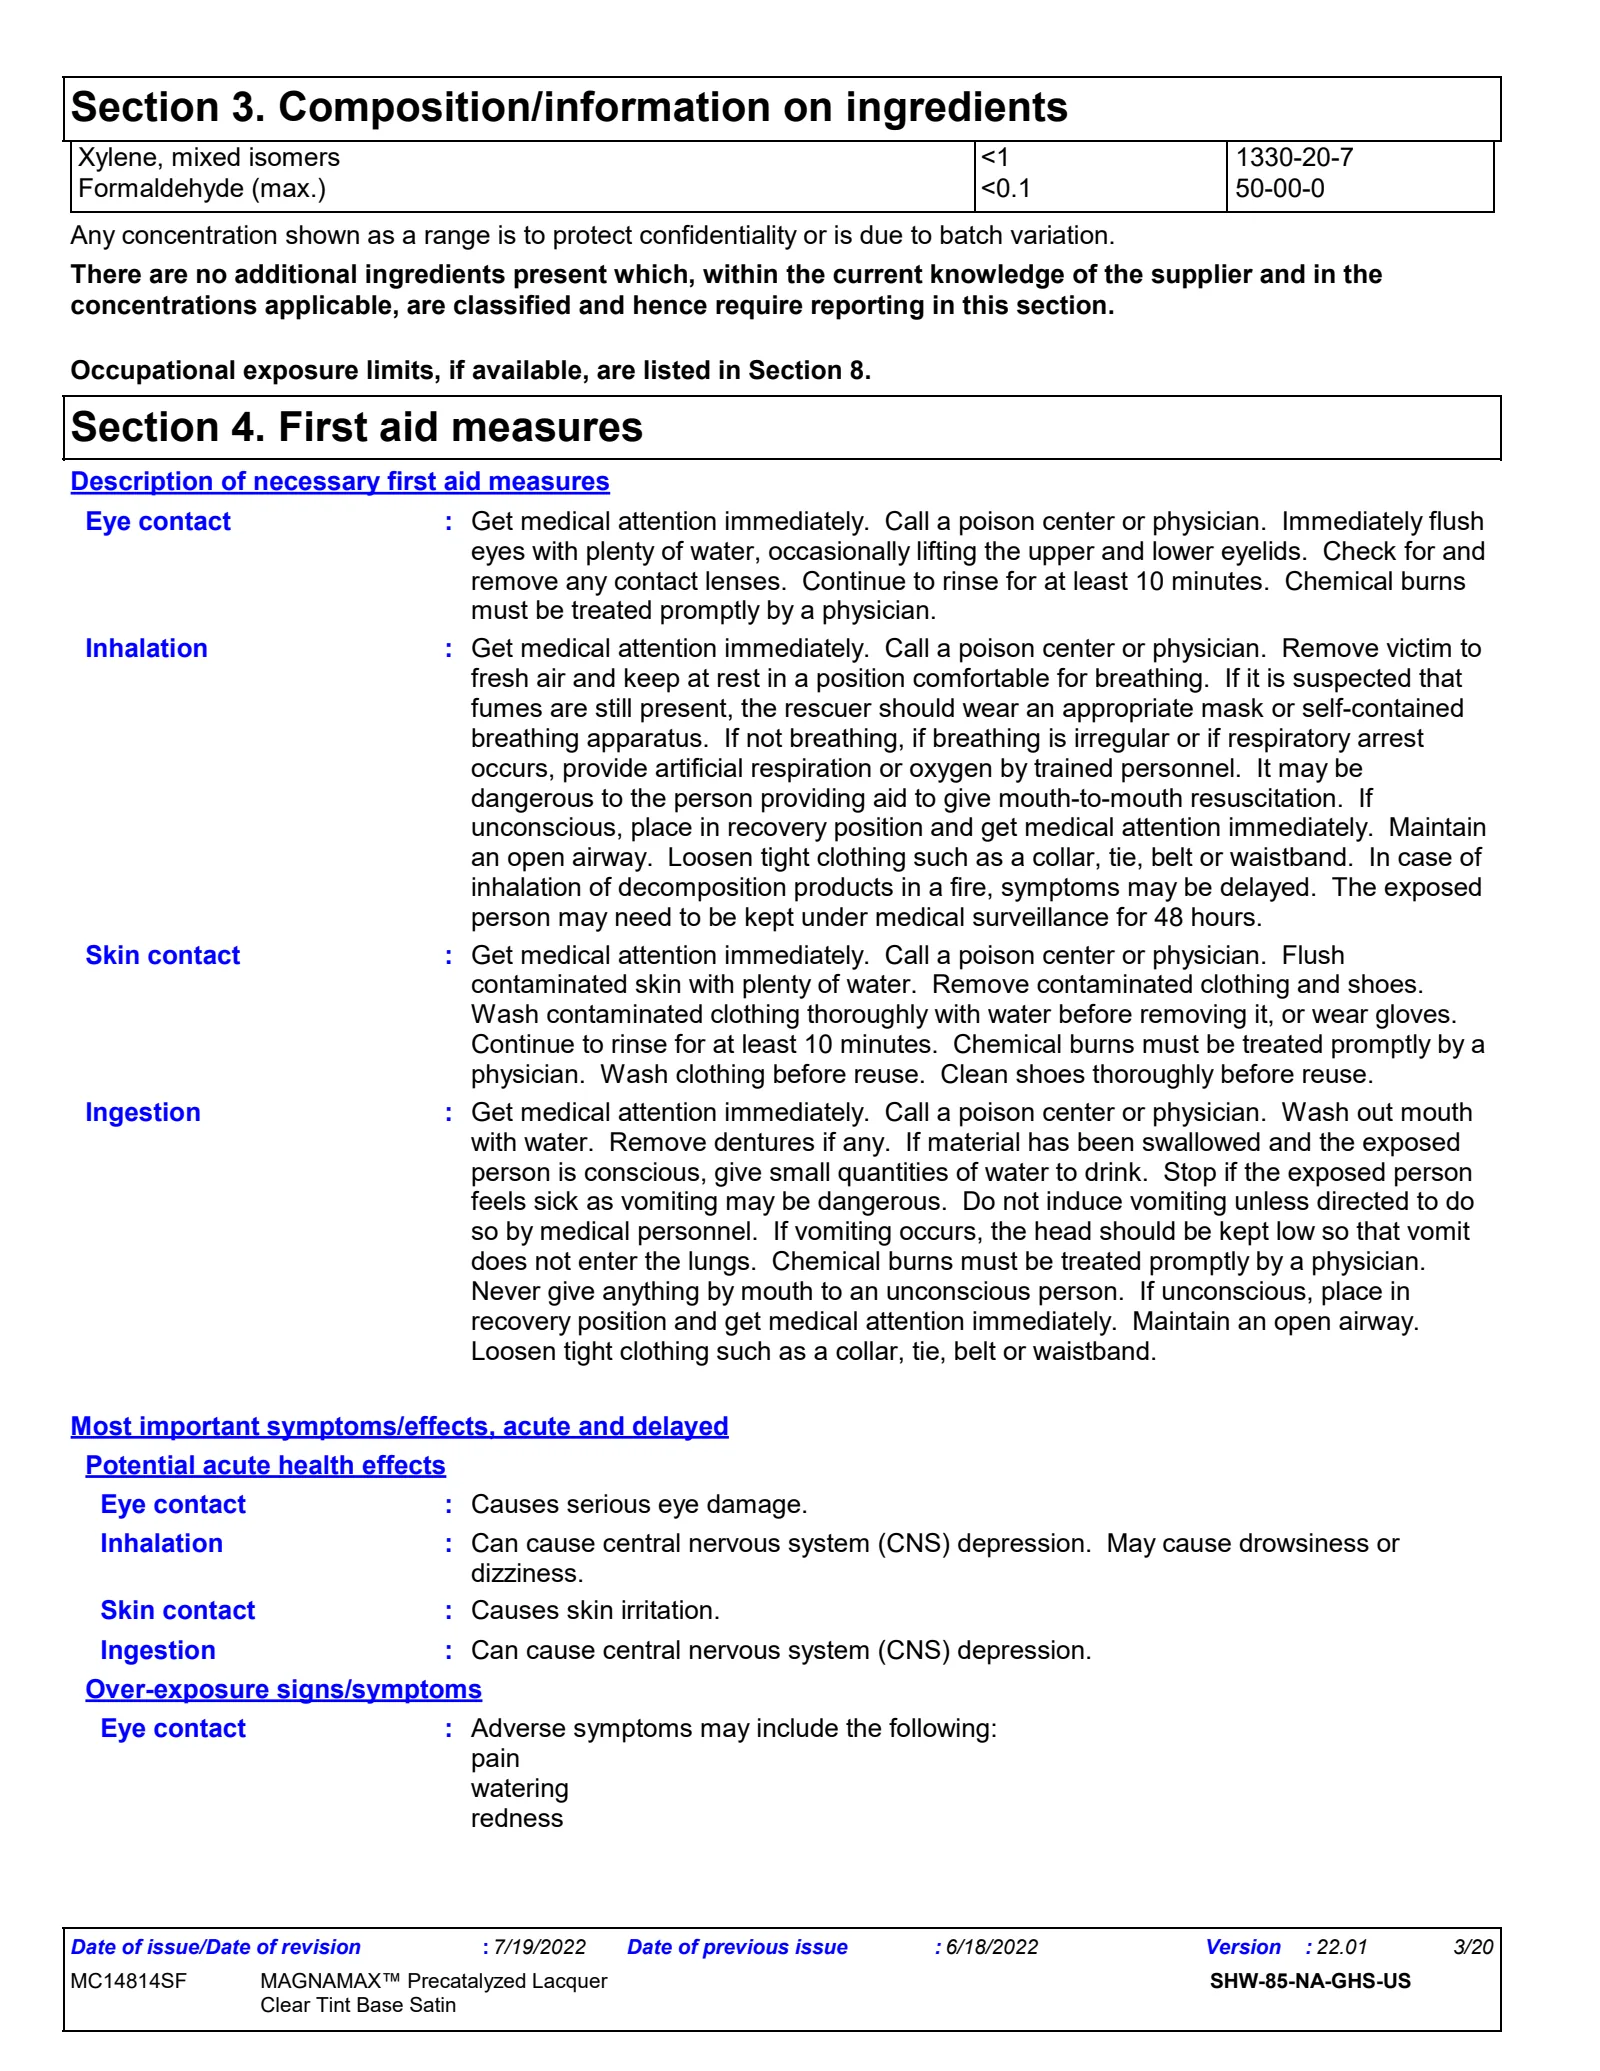 Section 3. Composition/information on ingredients
Xylene, mixed isomers <1 1330-20-7
Formaldehyde (max.) <0.1 50-00-0
Any concentration shown as a range is to protect confidentiality or is due to batch variation.
There are no additional ingredients present which, within the current knowledge of the supplier and in the
concentrations applicable, are classified and hence require reporting in this section.
Occupational exposure limits, if available, are listed in Section 8.
Section 4. First aid measures
Description of necessary first aid measures
Eye contact : Get medical attention immediately. Call a poison center or physician. Immediately flush
eyes with plenty of water, occasionally lifting the upper and lower eyelids. Check for and
remove any contact lenses. Continue to rinse for at least 10 minutes. Chemical burns
must be treated promptly by a physician.
Inhalation : Get medical attention immediately. Call a poison center or physician. Remove victim to
fresh air and keep at rest in a position comfortable for breathing. If it is suspected that
fumes are still present, the rescuer should wear an appropriate mask or self-contained
breathing apparatus. If not breathing, if breathing is irregular or if respiratory arrest
occurs, provide artificial respiration or oxygen by trained personnel. It may be
dangerous to the person providing aid to give mouth-to-mouth resuscitation. If
unconscious, place in recovery position and get medical attention immediately. Maintain
an open airway. Loosen tight clothing such as a collar, tie, belt or waistband. In case of
inhalation of decomposition products in a fire, symptoms may be delayed. The exposed
person may need to be kept under medical surveillance for 48 hours.
Skin contact : Get medical attention immediately. Call a poison center or physician. Flush
contaminated skin with plenty of water. Remove contaminated clothing and shoes.
Wash contaminated clothing thoroughly with water before removing it, or wear gloves.
Continue to rinse for at least 10 minutes. Chemical burns must be treated promptly by a
physician. Wash clothing before reuse. Clean shoes thoroughly before reuse.
Ingestion : Get medical attention immediately. Call a poison center or physician. Wash out mouth
with water. Remove dentures if any. If material has been swallowed and the exposed
person is conscious, give small quantities of water to drink. Stop if the exposed person
feels sick as vomiting may be dangerous. Do not induce vomiting unless directed to do
so by medical personnel. If vomiting occurs, the head should be kept low so that vomit
does not enter the lungs. Chemical burns must be treated promptly by a physician.
Never give anything by mouth to an unconscious person. If unconscious, place in
recovery position and get medical attention immediately. Maintain an open airway.
Loosen tight clothing such as a collar, tie, belt or waistband.
Most important symptoms/effects, acute and delayed
Potential acute health effects
Eye contact : Causes serious eye damage.
Inhalation : Can cause central nervous system (CNS) depression. May cause drowsiness or
dizziness.
Skin contact : Causes skin irritation.
Ingestion : Can cause central nervous system (CNS) depression.
Over-exposure signs/symptoms
Eye contact : Adverse symptoms may include the following:
pain
watering
redness
Date of issue/Date of revision : 7/19/2022 Date of previous issue : 6/18/2022 Version : 22.01 3/20
MC14814SF MAGNAMAX™ Precatalyzed Lacquer SHW-85-NA-GHS-US
Clear Tint Base Satin